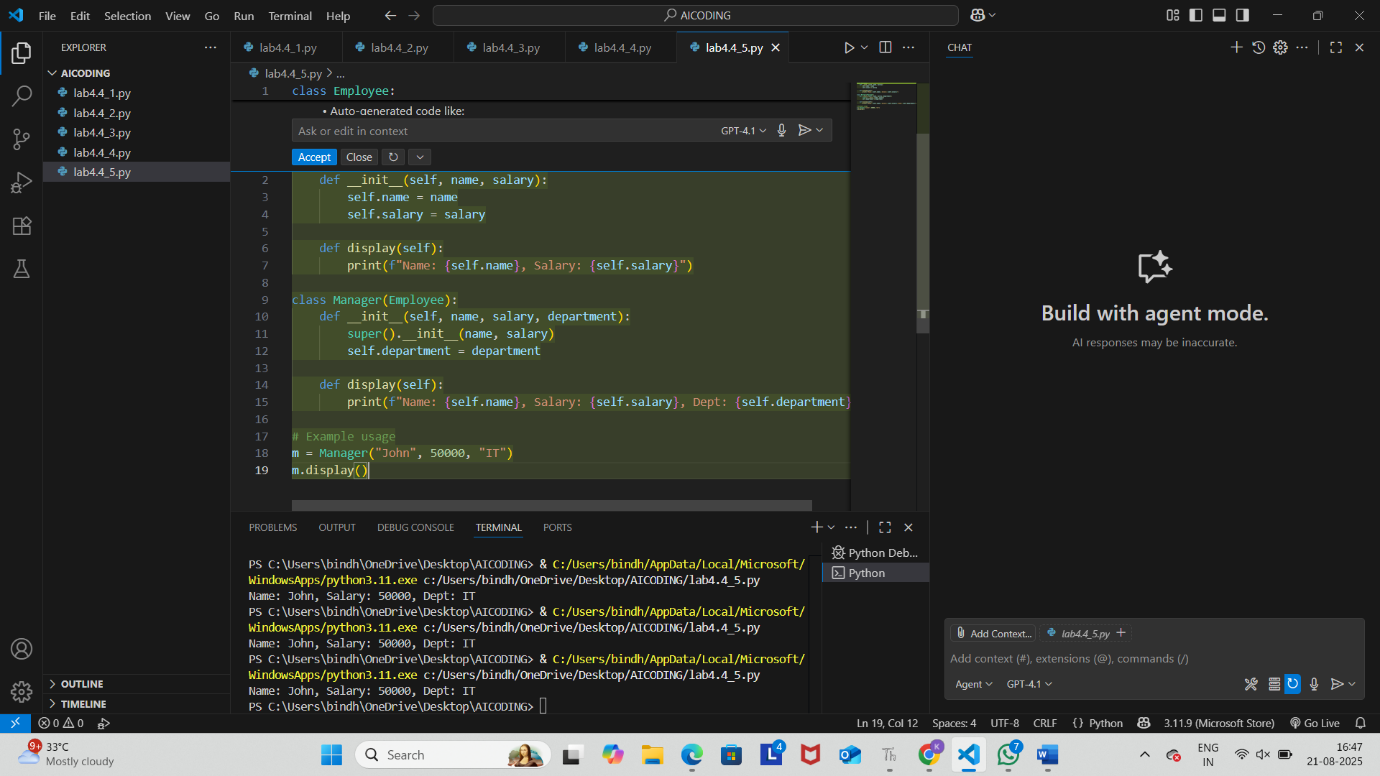 File Edit Selection View Go Run Terminal Help
AICODING
EXPLORER
AICODING
lab4.4_1.py
lab4.4_2.py
lab4.4_3.py
lab4.4_4.py
lab4.4_5.py
OUTLINE
TIMELINE
lab4.4_1.py lab4.4_2.py lab4.4_3.py lab4.4_4.py lab4.4_5.py
lab4.4_5.py > ...
1 class Employee:
• Auto-generated code like:
Ask or edit in context GPT-4.1
Accept Close
2 def __init__(self, name, salary):
3 self.name = name
4 self.salary = salary
5
6 def display(self):
7 print(f"Name: {self.name}, Salary: {self.salary}")
8
9 class Manager(Employee):
10 def __init__(self, name, salary, department):
11 super().__init__(name, salary)
12 self.department = department
13
14 def display(self):
15 print(f"Name: {self.name}, Salary: {self.salary}, Dept: {self.department}
16
17 # Example usage
18 m = Manager("John", 50000, "IT")
19 m.display()
PROBLEMS OUTPUT DEBUG CONSOLE TERMINAL PORTS
PS C:\Users\bindh\OneDrive\Desktop\AICODING> & C:/Users/bindh/AppData/Local/Microsoft/
WindowsApps/python3.11.exe c:/Users/bindh/OneDrive/Desktop/AICODING/lab4.4_5.py
Name: John, Salary: 50000, Dept: IT
PS C:\Users\bindh\OneDrive\Desktop\AICODING> & C:/Users/bindh/AppData/Local/Microsoft/
WindowsApps/python3.11.exe c:/Users/bindh/OneDrive/Desktop/AICODING/lab4.4_5.py
Name: John, Salary: 50000, Dept: IT
PS C:\Users\bindh\OneDrive\Desktop\AICODING> & C:/Users/bindh/AppData/Local/Microsoft/
WindowsApps/python3.11.exe c:/Users/bindh/OneDrive/Desktop/AICODING/lab4.4_5.py
Name: John, Salary: 50000, Dept: IT
PS C:\Users\bindh\OneDrive\Desktop\AICODING>
Python Deb...
Python
CHAT
Build with agent mode.
AI responses may be inaccurate.
Add Context... lab4.4_5.py
Add context (#), extensions (@), commands (/)
Agent GPT-4.1
0 0 Ln 19, Col 12 Spaces: 4 UTF-8 CRLF {} Python 3.11.9 (Microsoft Store) Go Live
9+ 33°C
Mostly cloudy
Search
L 4
Th
K
7
ENG
IN
16:47
21-08-2025